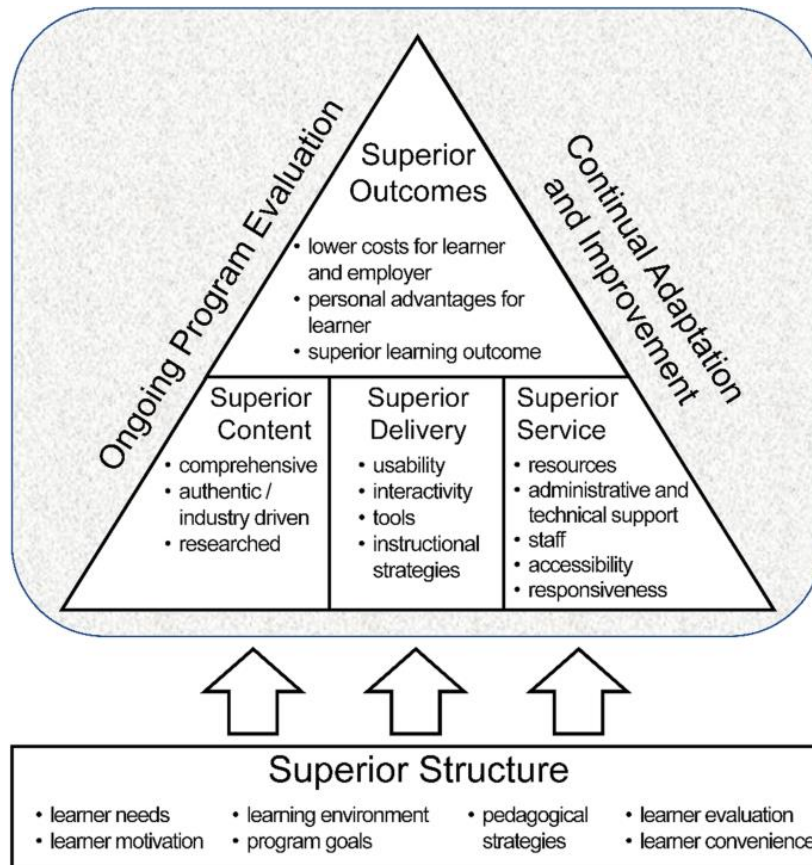 Ongoing Program Evaluation
Continual Adaptation
and Improvement
Superior
Outcomes
• lower costs for learner
and employer
• personal advantages for
learner
• superior learning outcome
Superior
Content
• comprehensive
• authentic /
industry driven
• researched
Superior
Delivery
• usability
• interactivity
• tools
• instructional
strategies
Superior
Service
• resources
• administrative and
technical support
• staff
• accessibility
• responsiveness
Superior Structure
• learner needs
• learner motivation
• learning environment
• program goals
• pedagogical
strategies
• learner evaluation
• learner convenience